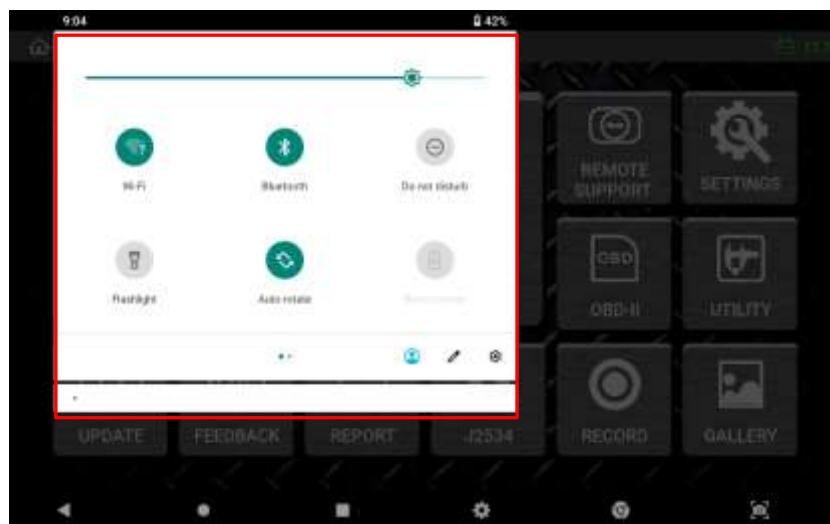 9:04 42%
Wi-Fi Bluetooth Do not disturb
REMOTE SUPPORT SETTINGS
Flashlight Auto-rotate
OBD
OBD-II UTILITY
UPDATE FEEDBACK REPORT J2534 RECORD GALLERY